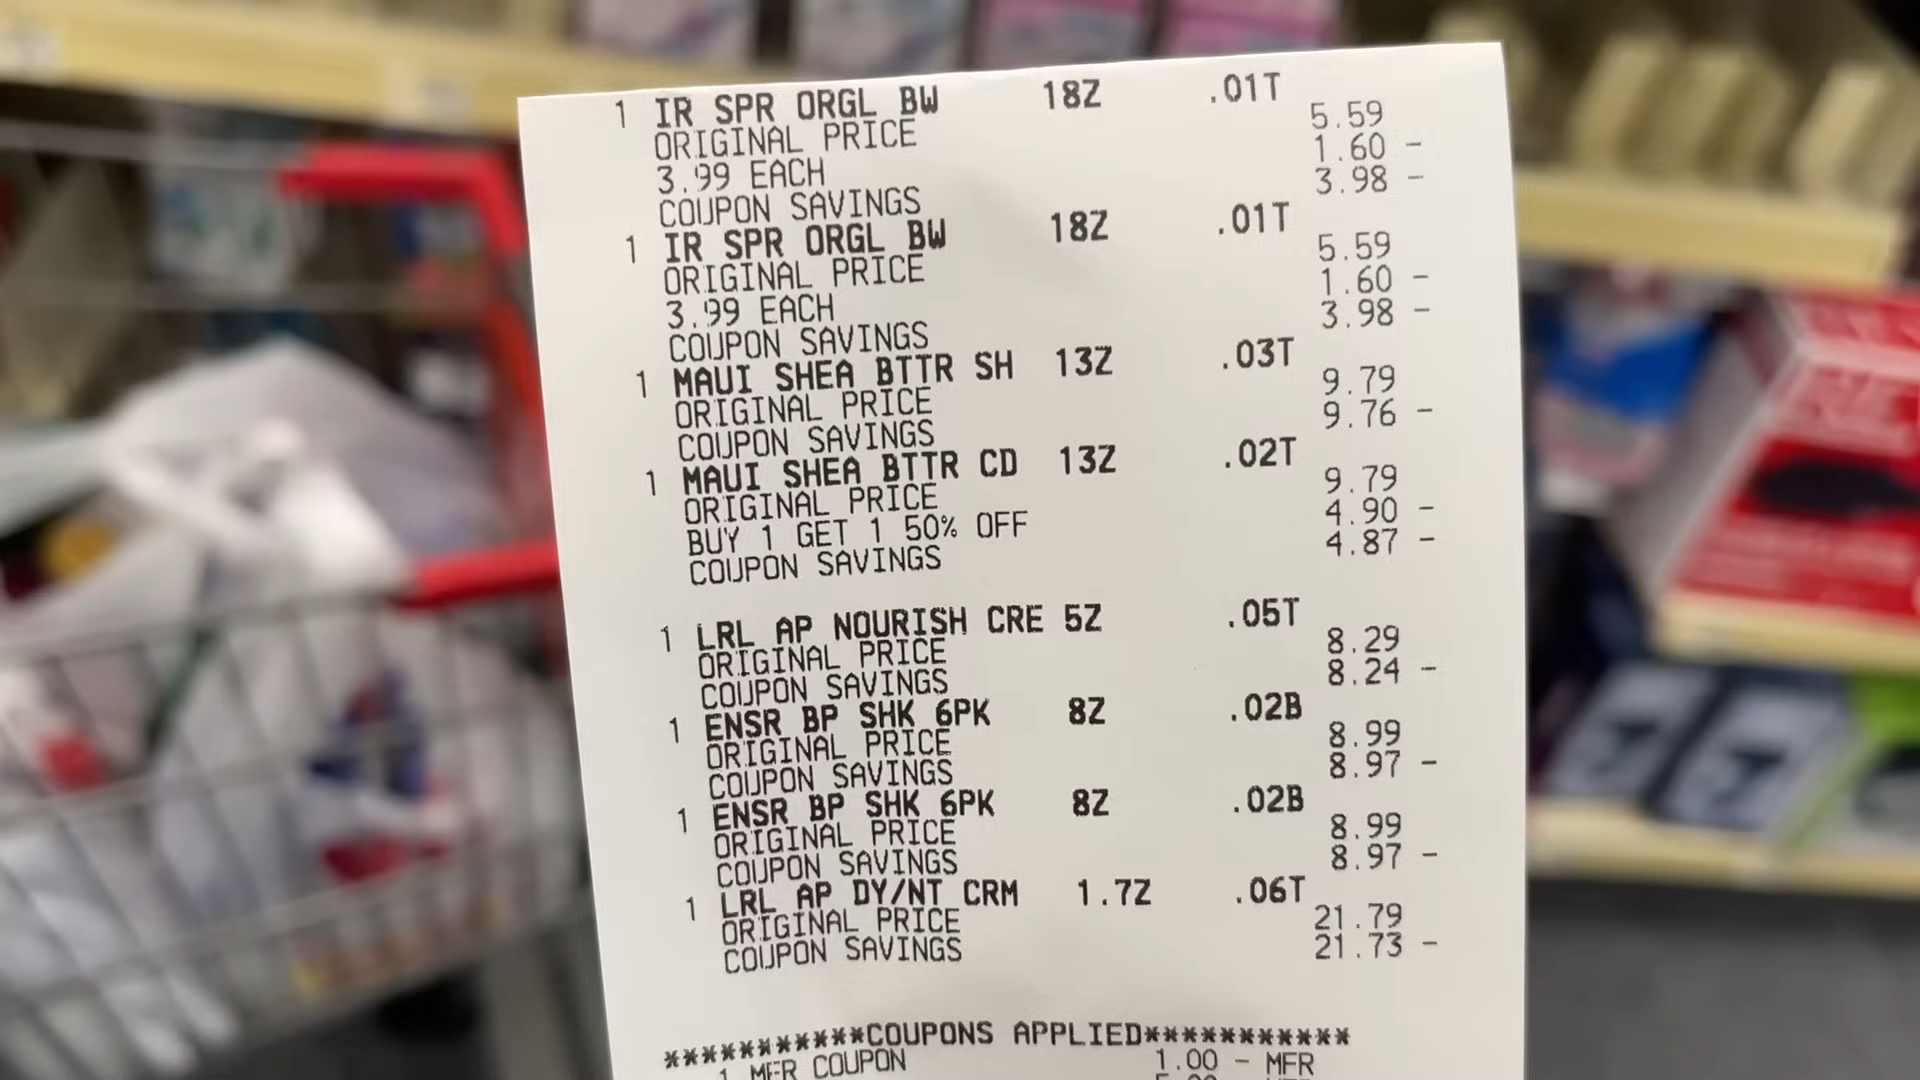 1 IR SPR ORGL BW 18Z .01T
ORIGINAL PRICE 5.59
3.99 EACH 1.60 -
COUPON SAVINGS 3.98 -
1 IR SPR ORGL BW 18Z .01T
ORIGINAL PRICE 5.59
3.99 EACH 1.60 -
COUPON SAVINGS 3.98 -
1 MAUI SHEA BTTR SH 13Z .03T
ORIGINAL PRICE 9.79
COUPON SAVINGS 9.76 -
1 MAUI SHEA BTTR CD 13Z .02T
ORIGINAL PRICE 9.79
BUY 1 GET 1 50% OFF 4.90 -
COUPON SAVINGS 4.87 -
1 LRL AP NOURISH CRE 5Z .05T
ORIGINAL PRICE 8.29
COUPON SAVINGS 8.24 -
1 ENSR BP SHK 6PK 8Z .02B
ORIGINAL PRICE 8.99
COUPON SAVINGS 8.97 -
1 ENSR BP SHK 6PK 8Z .02B
ORIGINAL PRICE 8.99
COUPON SAVINGS 8.97 -
1 LRL AP DY/NT CRM 1.7Z .06T
ORIGINAL PRICE 21.79
COUPON SAVINGS 21.73 -
***********COUPONS APPLIED***********
1 MFR COUPON 1.00 - MFR